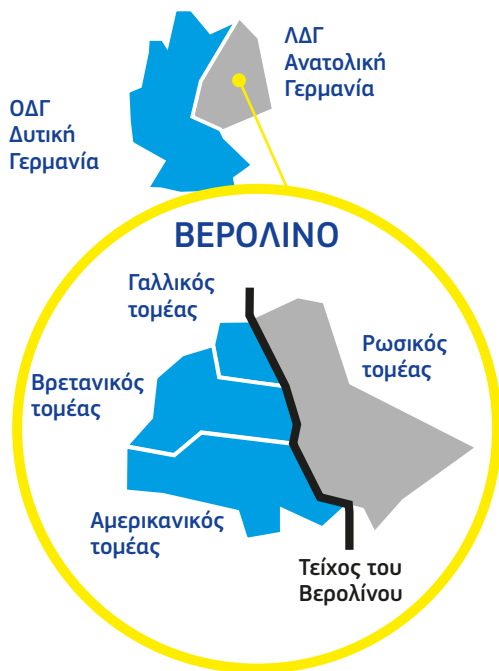 ΛΔΓ
Ανατολική
Γερμανία
ΟΔΓ
Δυτική
Γερμανία
ΒΕΡΟΛΙΝΟ
Γαλλικός
τομέας
Ρωσικός
τομέας
Βρετανικός
τομέας
Αμερικανικός
τομέας
Τείχος του
Βερολίνου